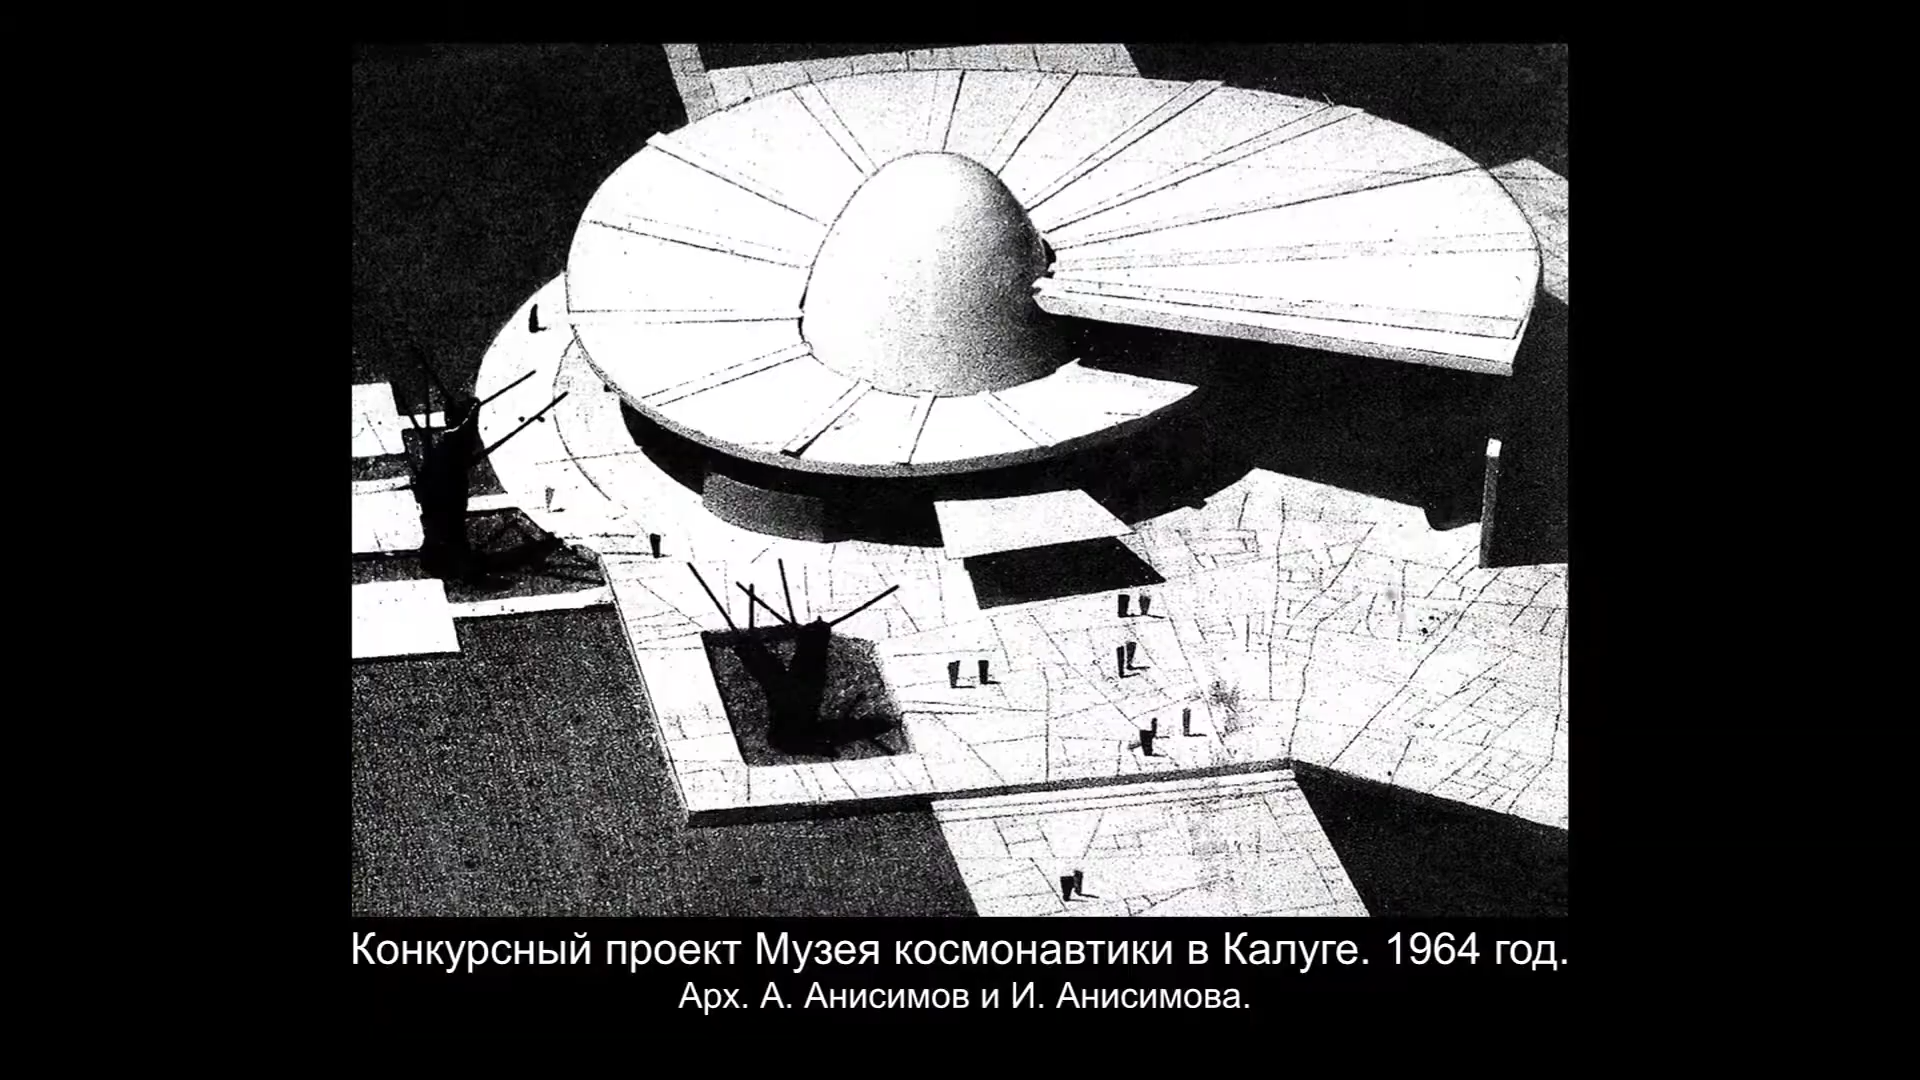 Конкурсный проект Музея космонавтики в Калуге. 1964 год.
Арх. А. Анисимов и И. Анисимова.